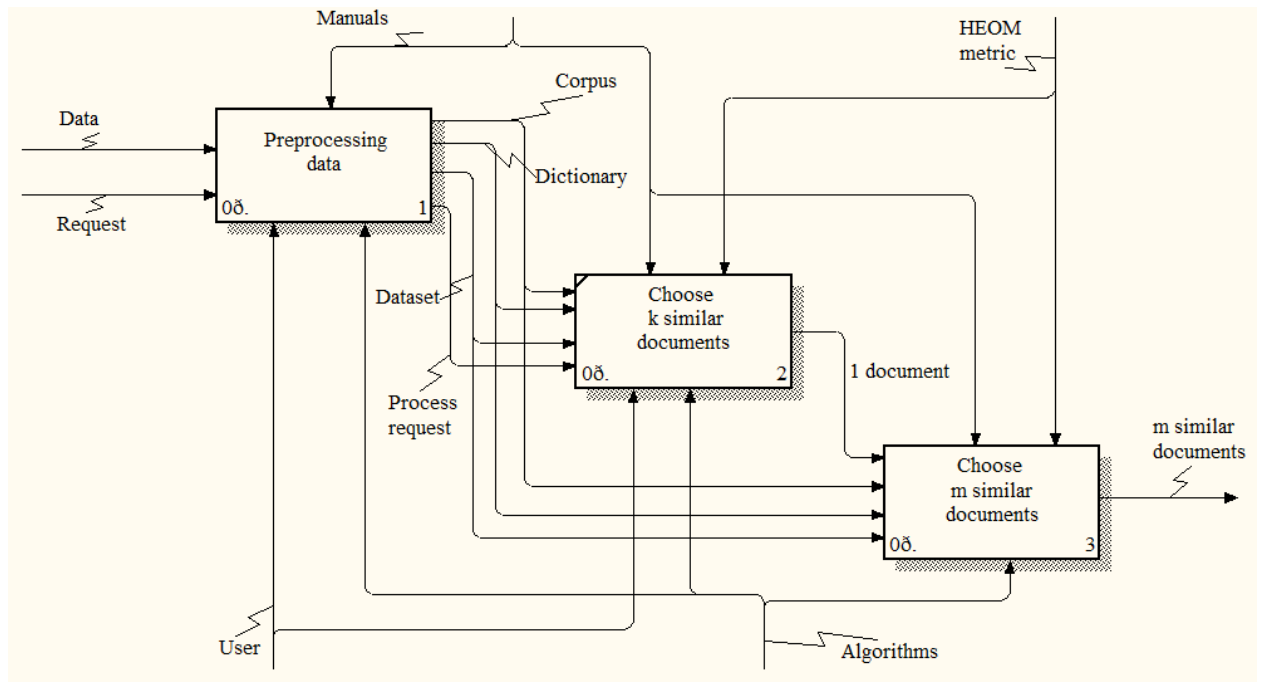 Manuals
HEOM
metric
Corpus
Data
Preprocessing
data
Dictionary
0ð.
1
Request
Dataset
Choose
k similar
documents
0ð.
2
1 document
Process
request
m similar
documents
Choose
m similar
documents
0ð.
3
User
Algorithms